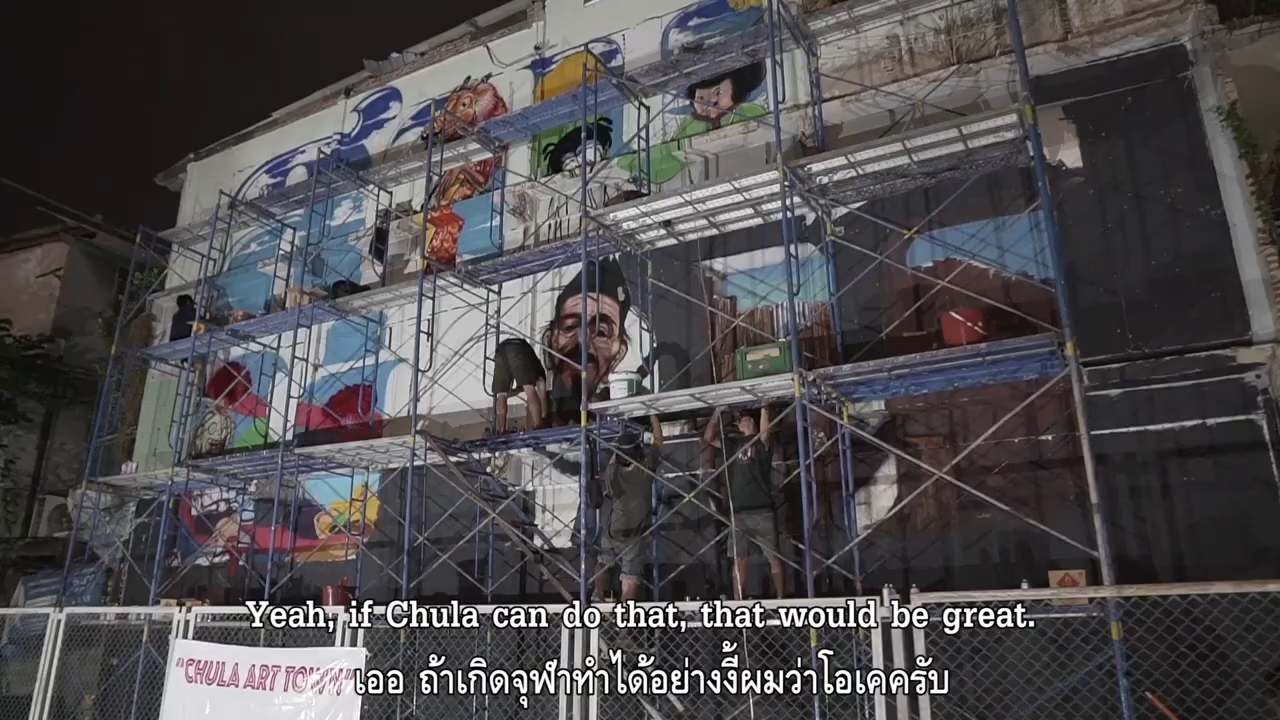 Yeah, if Chula can do that, that would be great.
"CHULA ART TOWN"
เออ ถ้าเกิดจุฬาทำได้อย่างงี้ผมว่าโอเคครับ